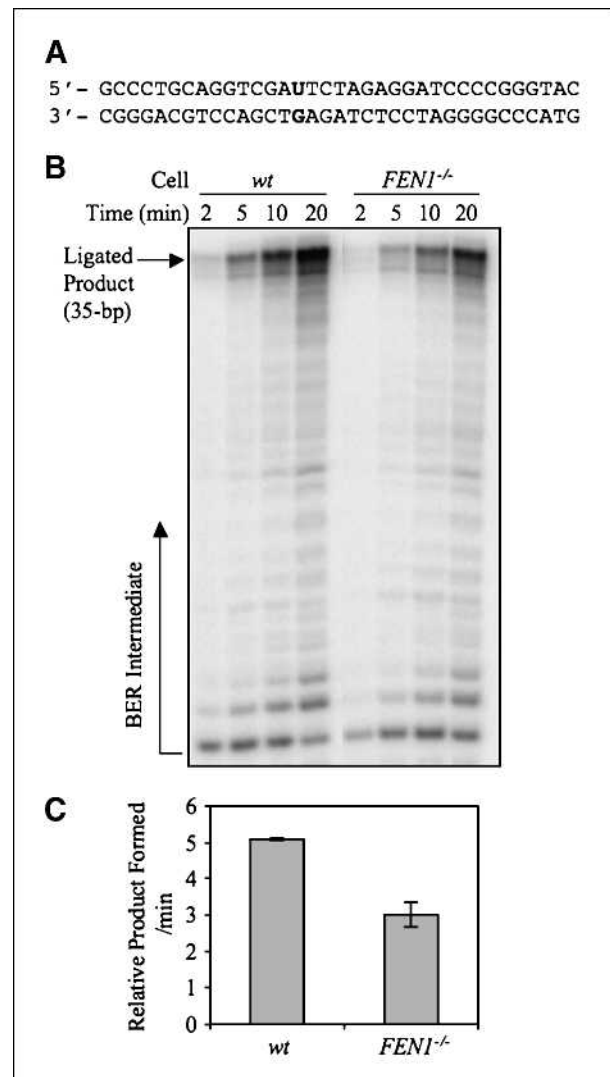 A
5′- GCCCTGCAGGTCGAUTCTAGAGGATCCCCGGGTAC
3′- CGGGACGTCCAGCTGAGATCTCCTAGGGGCCCATG
B
Cell wt FEN1-/-
Time (min) 2 5 10 20 2 5 10 20
Ligated
Product
(35-bp)
BER Intermediate
C
Relative Product Formed
/min
6
5
4
3
2
1
0
wt FEN1-/-